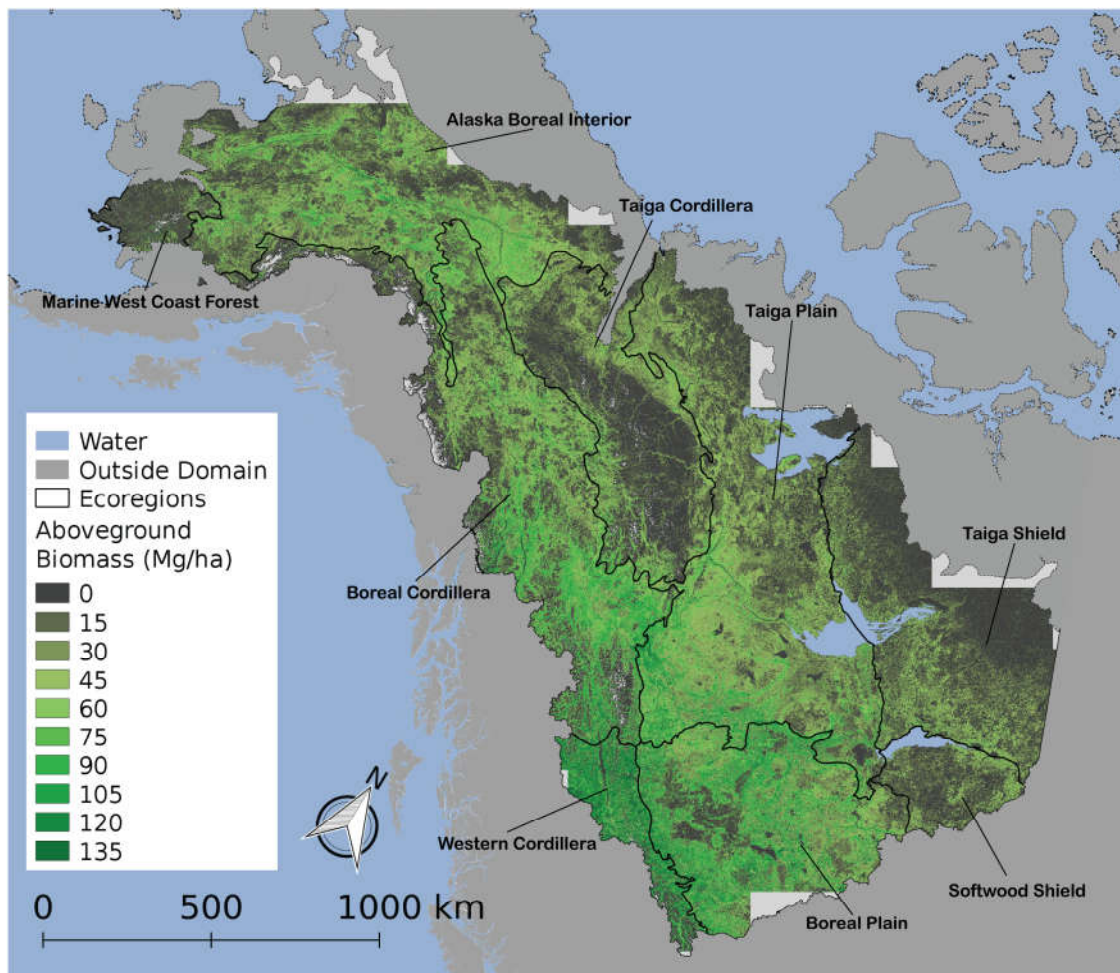 Alaska Boreal Interior
Taiga Cordillera
Marine West Coast Forest
Taiga Plain
Water
Outside Domain
Ecoregions
Aboveground
Biomass (Mg/ha)
0
15
30
45
60
75
90
105
120
135
Taiga Shield
Boreal Cordillera
N
Western Cordillera
Softwood Shield
Boreal Plain
0 500 1000 km